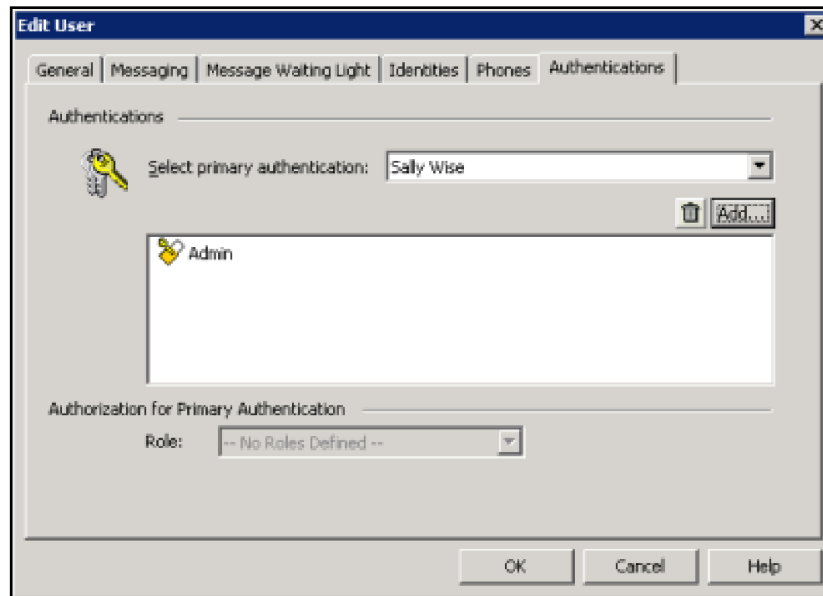 Edit User
General Messaging Message Waiting Light Identities Phones Authentications
Authentications
Select primary authentication: Sally Wise
Add...
Admin
Authorization for Primary Authentication
Role: -- No Roles Defined --
OK Cancel Help